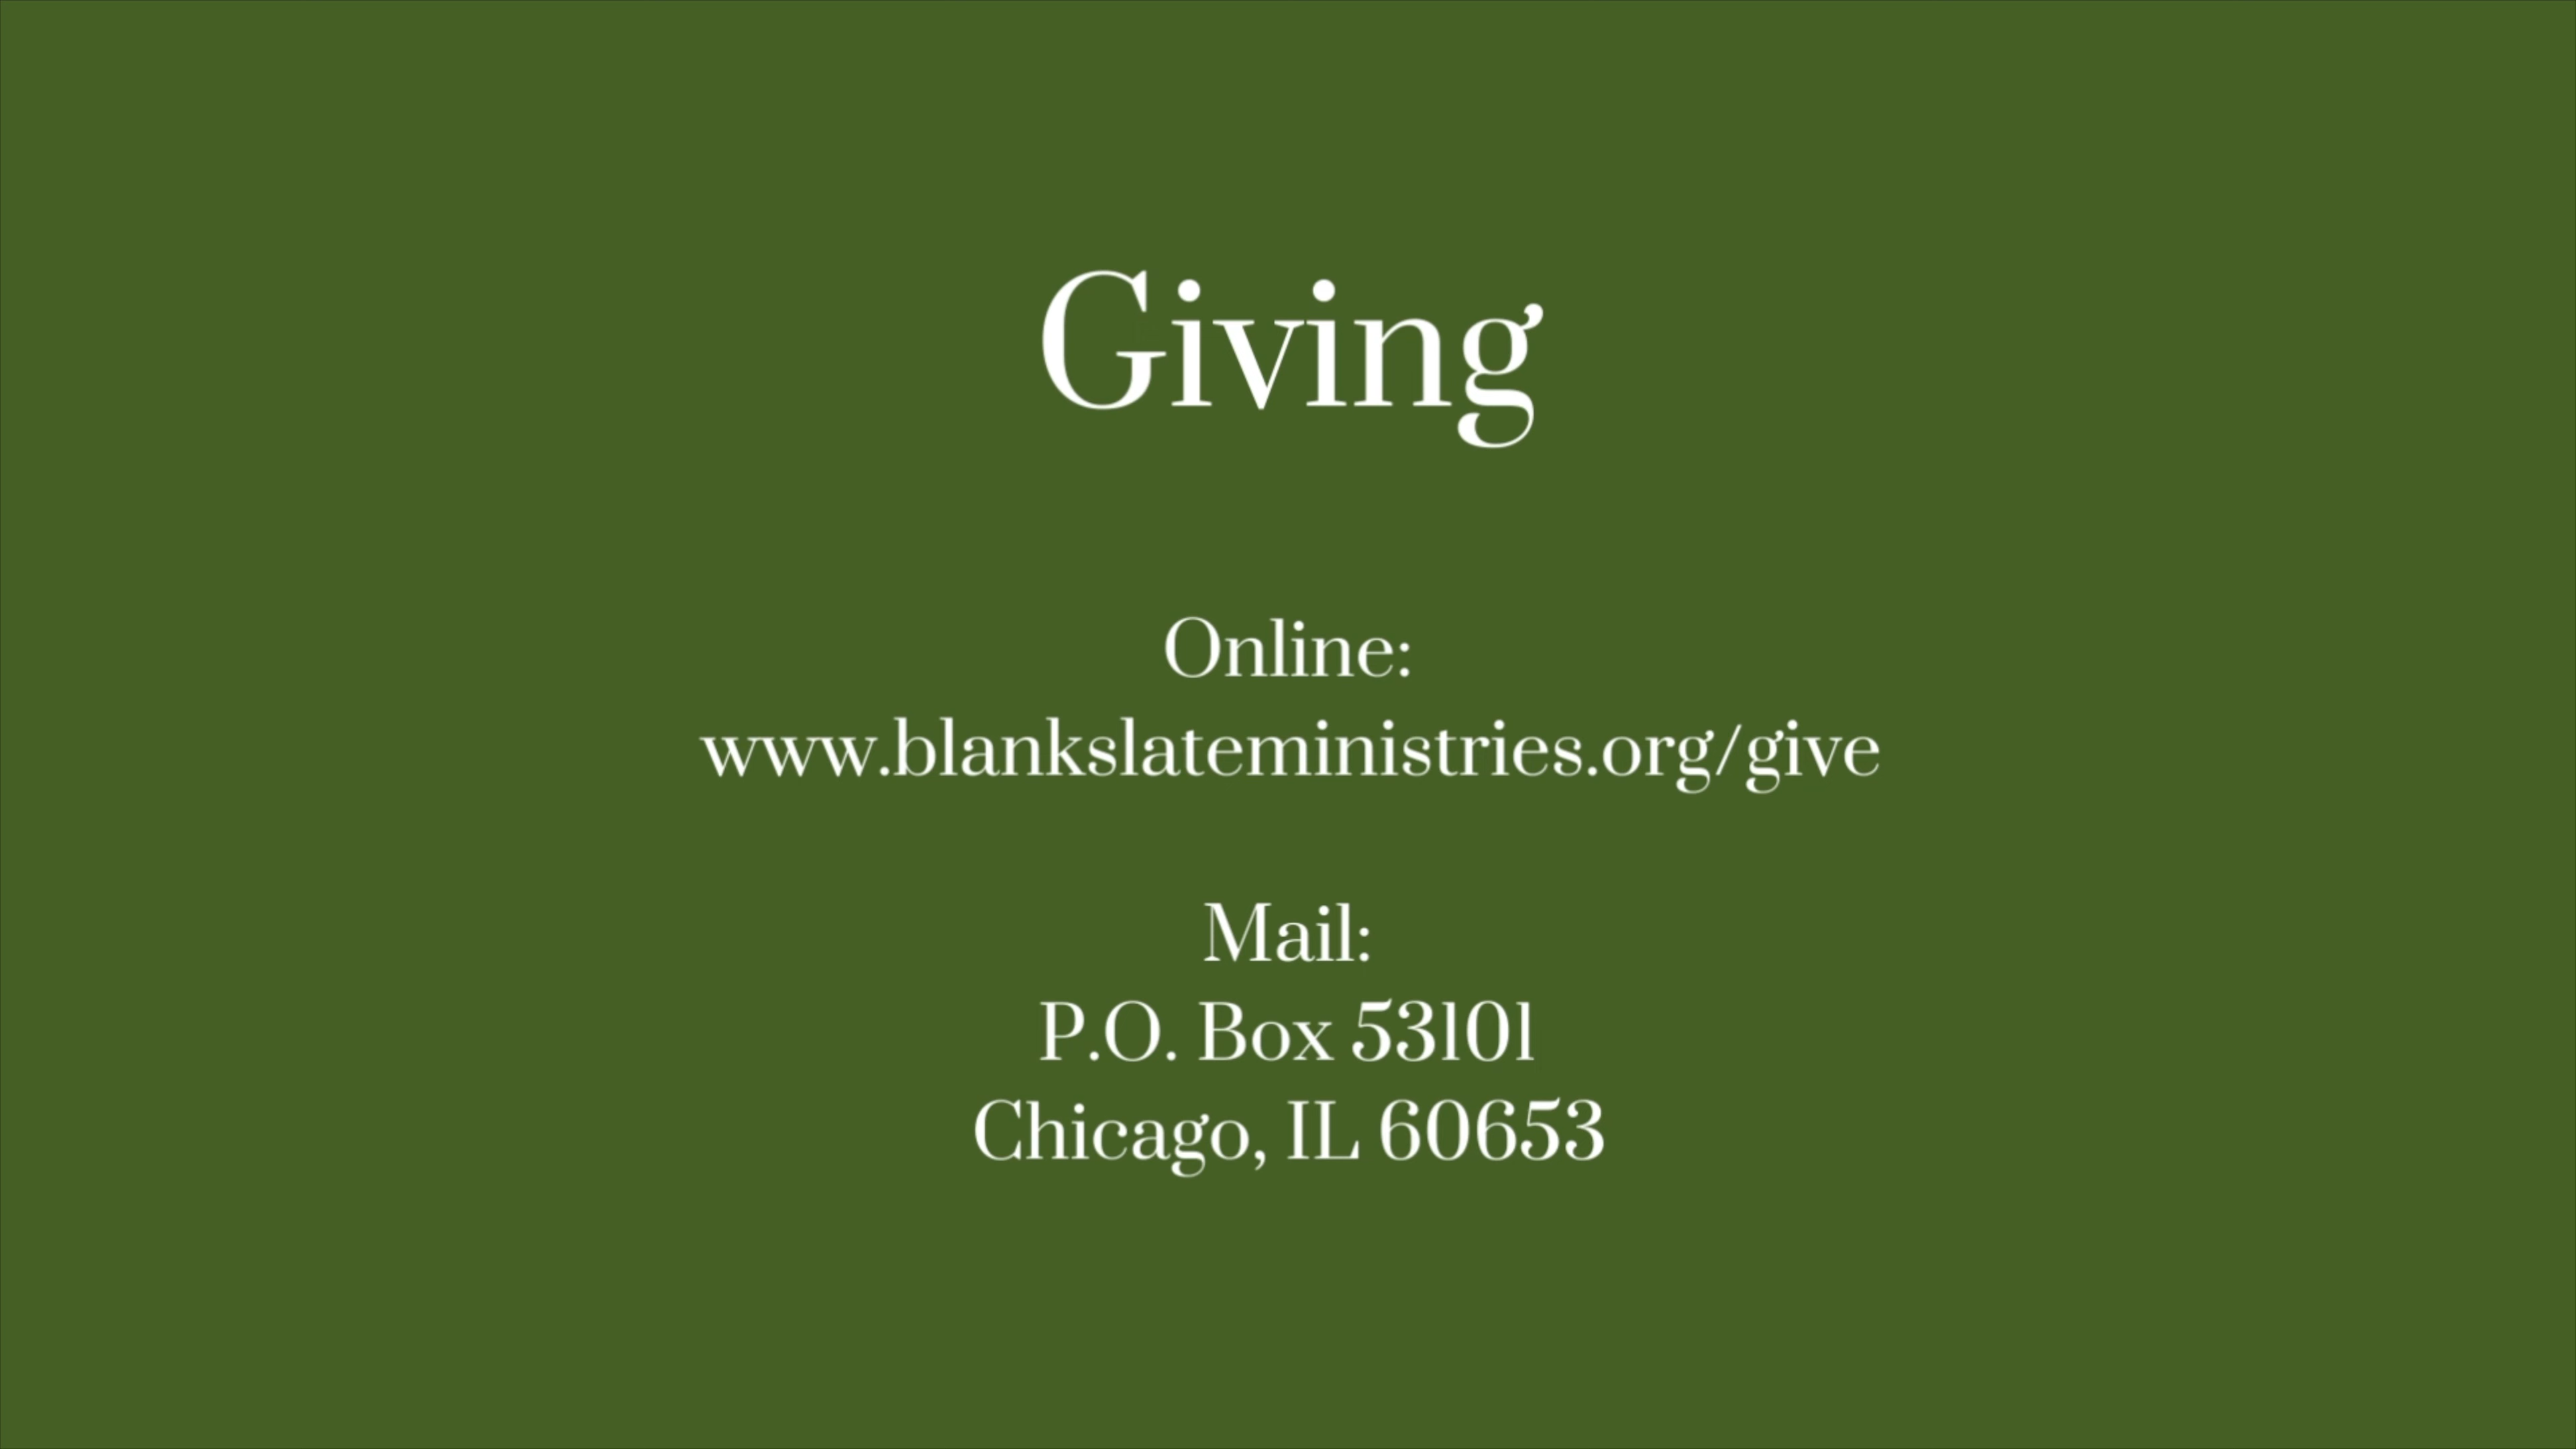 Giving
Online:
www.blankslateministries.org/give
Mail:
P.O. Box 53101
Chicago, IL 60653